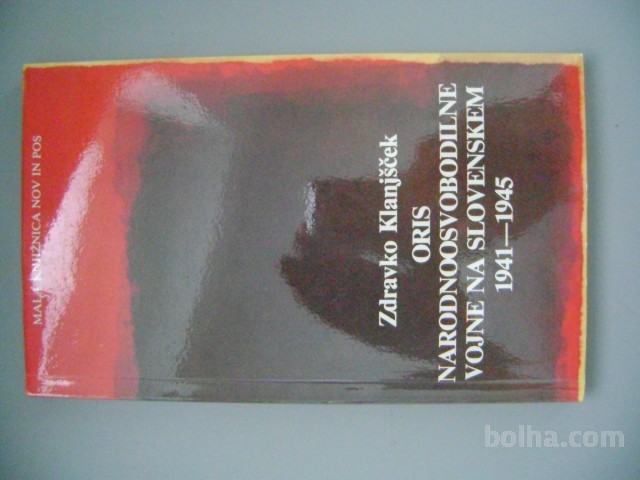 MALA KNJIŽNICA NOV IN POS
Zdravko Klanjšček
ORIS
NARODNOOSVOBODILNE
VOJNE NA SLOVENSKEM
1941—1945
bolha.com